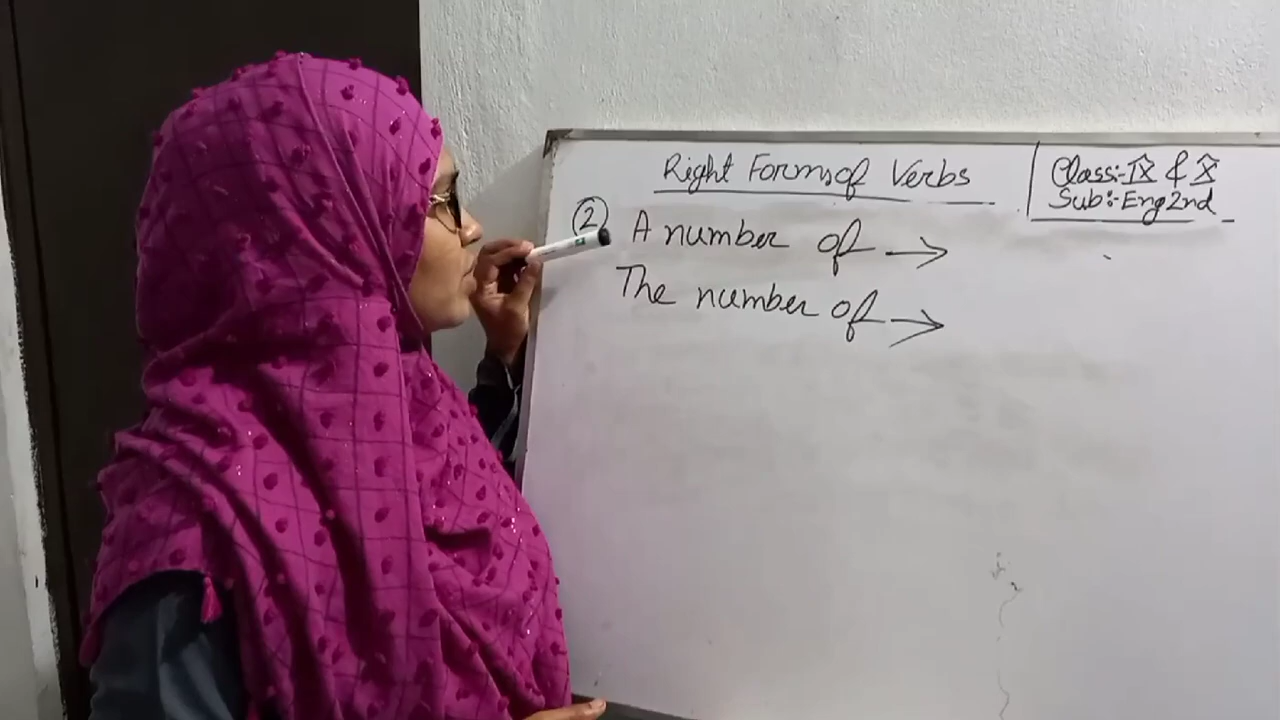 Right Forms of Verbs
Class:- IX & X
Sub:- Eng 2nd
② A number of →
The number of →